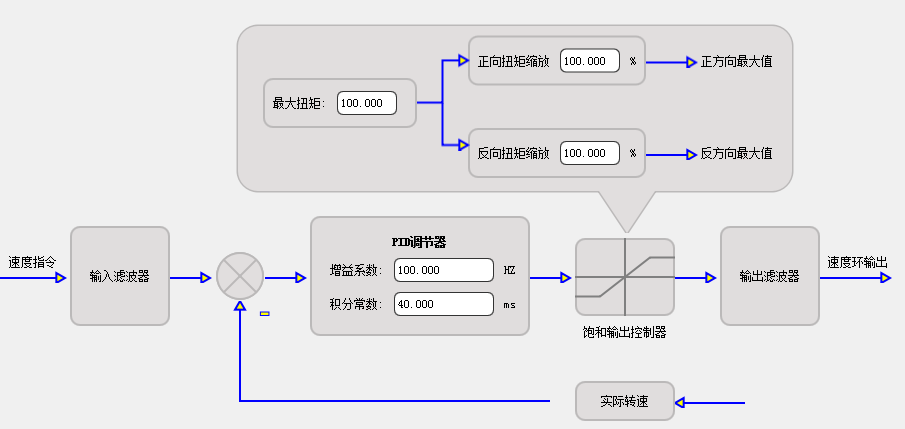 正向扭矩缩放 100.000 % 正方向最大值
最大扭矩: 100.000
反向扭矩缩放 100.000 % 反方向最大值
速度指令
输入滤波器
PID调节器
增益系数: 100.000 HZ
积分常数: 40.000 ms
饱和输出控制器
输出滤波器
速度环输出
实际转速